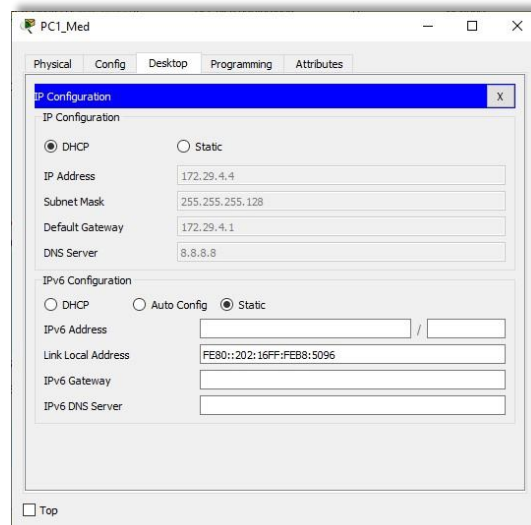 PC1_Med
Physical Config Desktop Programming Attributes
IP Configuration X
IP Configuration
DHCP Static
IP Address 172.29.4.4
Subnet Mask 255.255.255.128
Default Gateway 172.29.4.1
DNS Server 8.8.8.8
IPv6 Configuration
DHCP Auto Config Static
IPv6 Address /
Link Local Address FE80::202:16FF:FEB8:5096
IPv6 Gateway
IPv6 DNS Server
Top